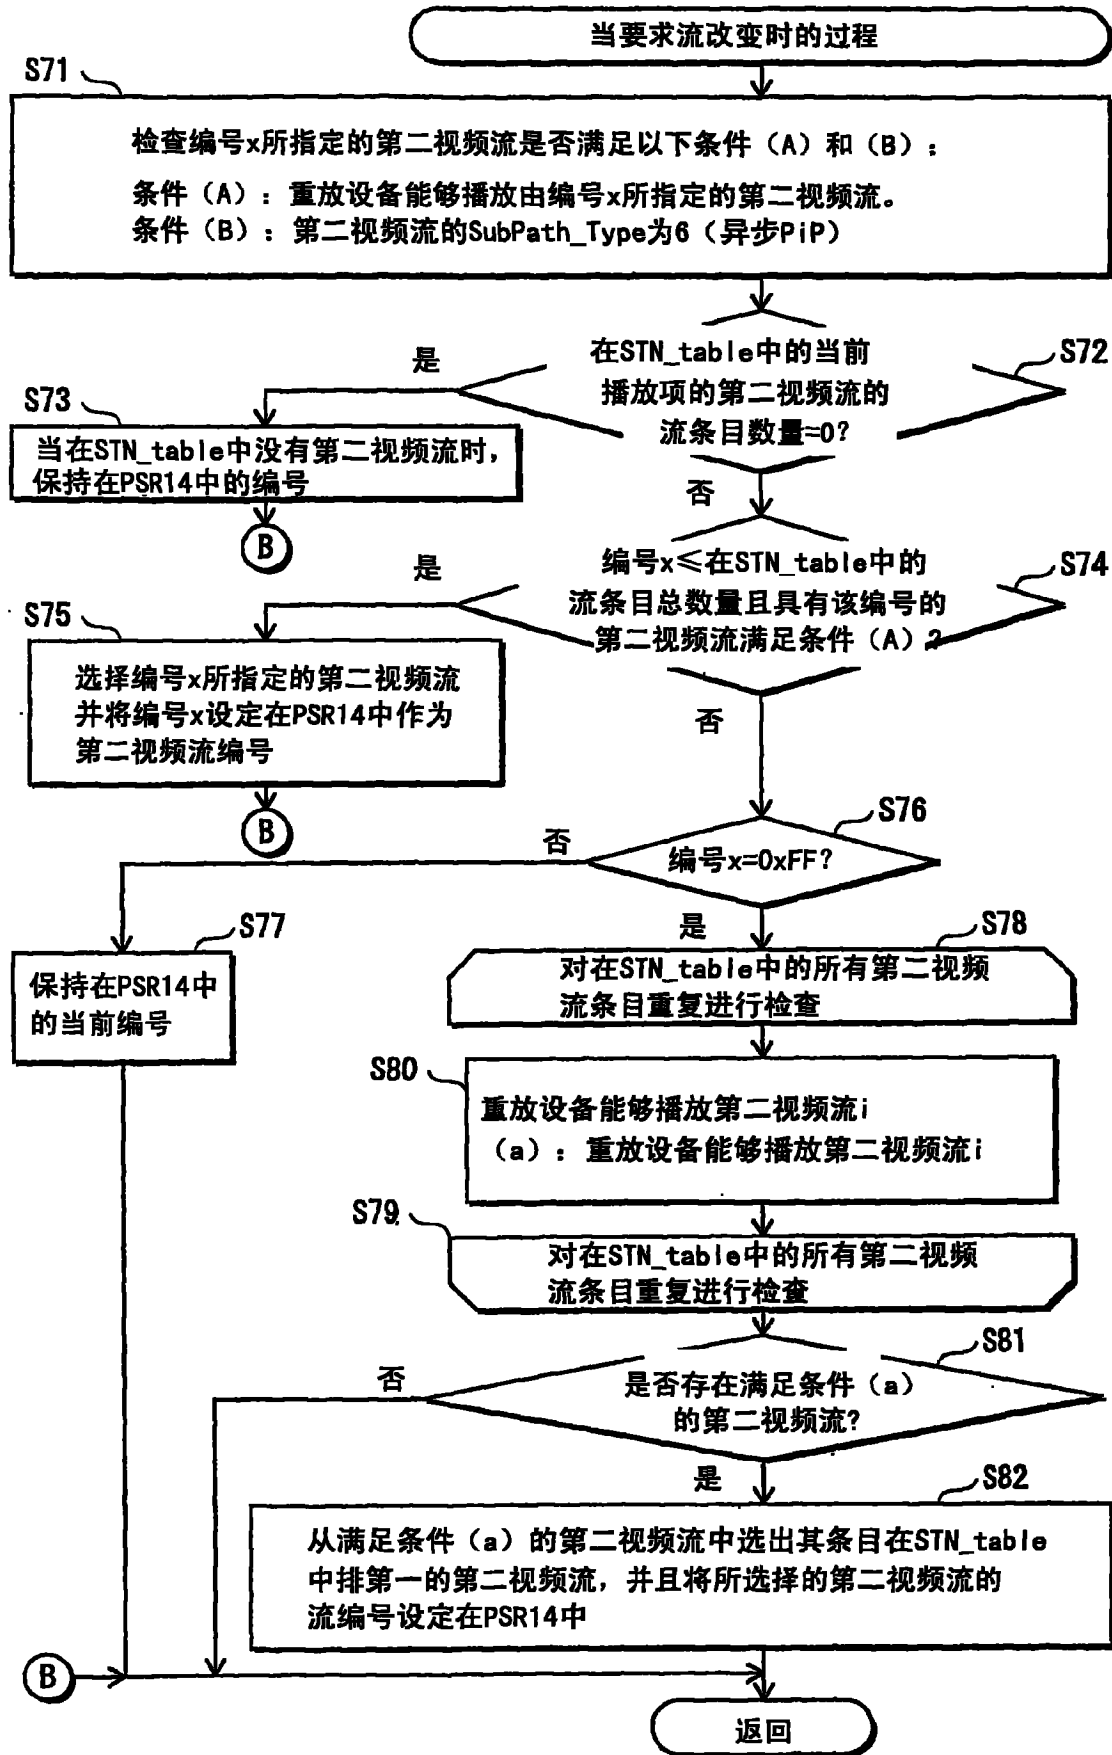 当要求流改变时的过程
S71
检查编号x所指定的第二视频流是否满足以下条件（A）和（B）：
条件（A）：重放设备能够播放由编号x所指定的第二视频流。
条件（B）：第二视频流的SubPath_Type为6（异步PiP）
在STN_table中的当前
播放项的第二视频流的
流条目数量=0?
S72
是
S73
当在STN_table中没有第二视频流时，
保持在PSR14中的编号
B
否
编号x≤在STN_table中的
流条目总数量且具有该编号的
第二视频流满足条件（A）?
S74
是
S75
选择编号x所指定的第二视频流
并将编号x设定在PSR14中作为
第二视频流编号
B
否
S76
编号x=0xFF?
否
S77
保持在PSR14中
的当前编号
是
S78
对在STN_table中的所有第二视频
流条目重复进行检查
S80
重放设备能够播放第二视频流i
（a）：重放设备能够播放第二视频流i
S79
对在STN_table中的所有第二视频
流条目重复进行检查
S81
是否存在满足条件（a）
的第二视频流?
否
是
S82
从满足条件（a）的第二视频流中选出其条目在STN_table
中排第一的第二视频流，并且将所选择的第二视频流的
流编号设定在PSR14中
B
返回